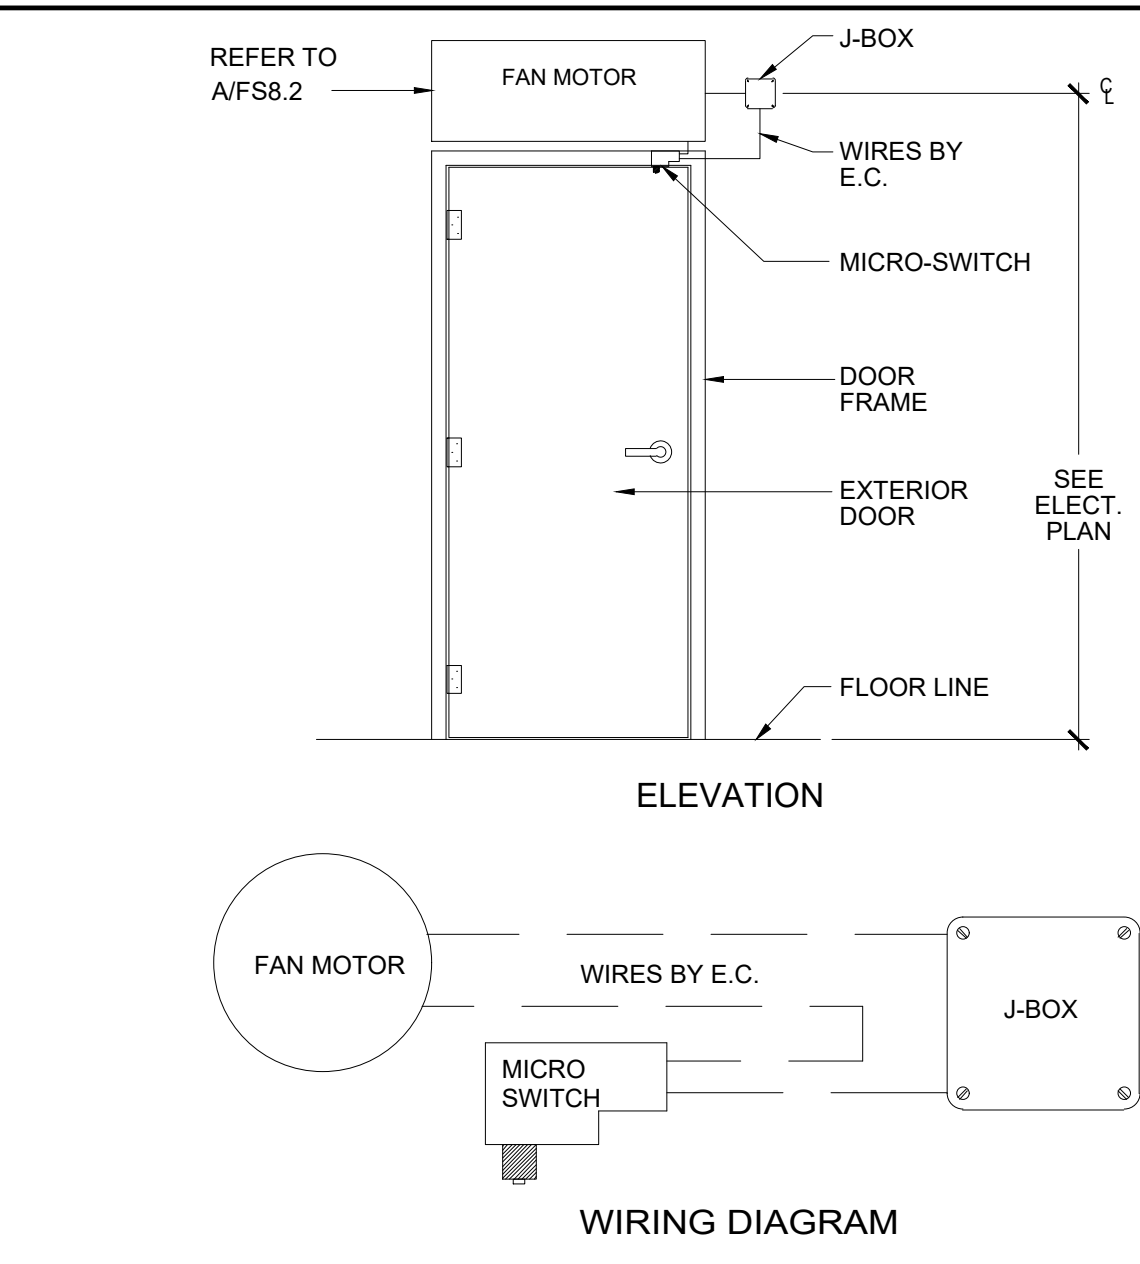 REFER TO
A/FS8.2
FAN MOTOR
J-BOX
℄
WIRES BY
E.C.
MICRO-SWITCH
DOOR
FRAME
EXTERIOR
DOOR
SEE
ELECT.
PLAN
FLOOR LINE
ELEVATION
FAN MOTOR
WIRES BY E.C.
J-BOX
MICRO
SWITCH
WIRING DIAGRAM